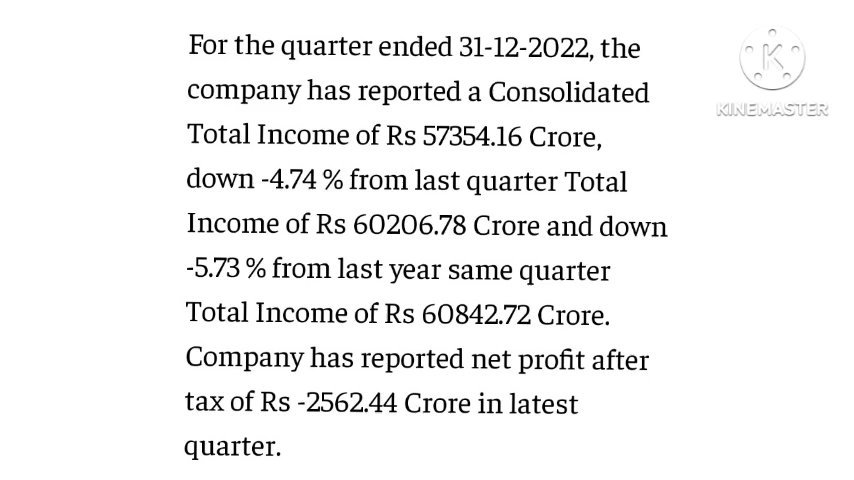 For the quarter ended 31-12-2022, the
company has reported a Consolidated
Total Income of Rs 57354.16 Crore,
down -4.74 % from last quarter Total
Income of Rs 60206.78 Crore and down
-5.73 % from last year same quarter
Total Income of Rs 60842.72 Crore.
Company has reported net profit after
tax of Rs -2562.44 Crore in latest
quarter.
K
KINEMASTER